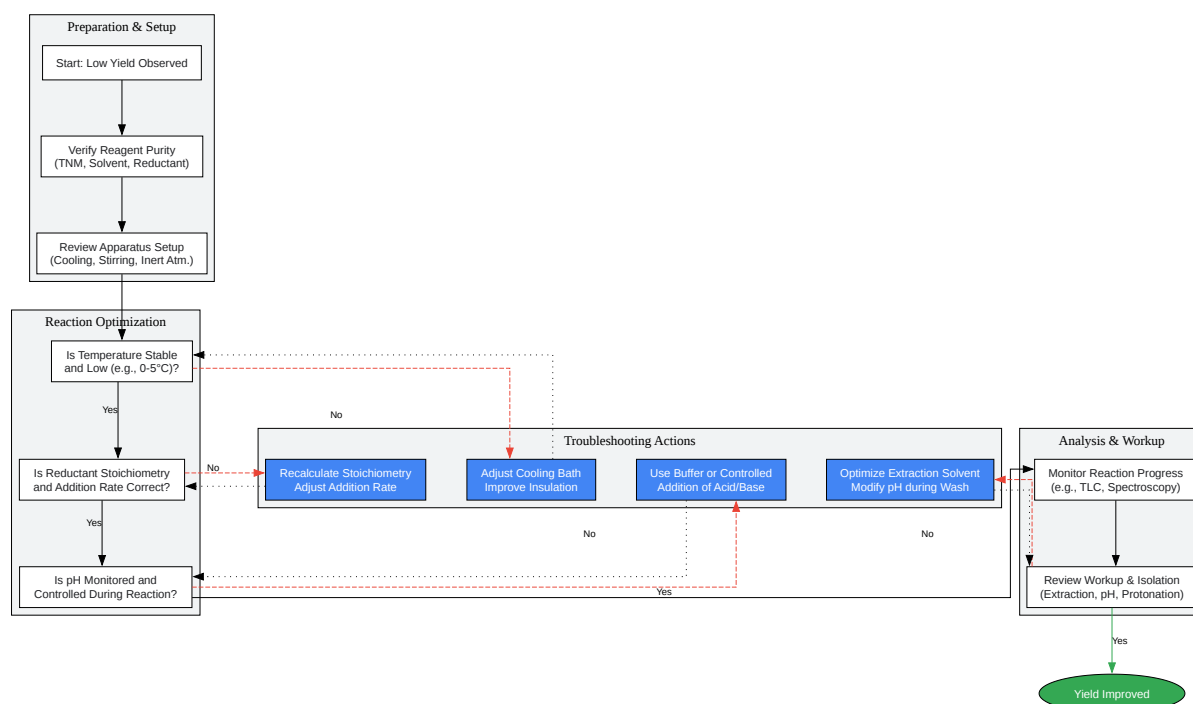 Preparation & Setup
Start: Low Yield Observed
Verify Reagent Purity
(TNM, Solvent, Reductant)
Review Apparatus Setup
(Cooling, Stirring, Inert Atm.)
Reaction Optimization
Is Temperature Stable
and Low (e.g., 0-5°C)?
Yes
No
Is Reductant Stoichiometry
and Addition Rate Correct?
No
Yes
Is pH Monitored and
Controlled During Reaction?
Troubleshooting Actions
Recalculate Stoichiometry
Adjust Addition Rate
Adjust Cooling Bath
Improve Insulation
Use Buffer or Controlled
Addition of Acid/Base
Optimize Extraction Solvent
Modify pH during Wash
No
No
Yes
Analysis & Workup
Monitor Reaction Progress
(e.g., TLC, Spectroscopy)
Review Workup & Isolation
(Extraction, pH, Protonation)
Yes
Yield Improved